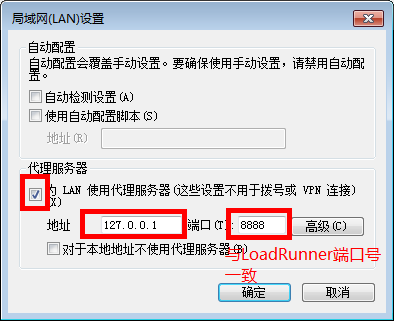 局域网(LAN)设置
自动配置
自动配置会覆盖手动设置。要确保使用手动设置，请禁用自动配
置。
自动检测设置(A)
使用自动配置脚本(S)
地址(R)
代理服务器
为 LAN 使用代理服务器(这些设置不用于拨号或 VPN 连接)
(X)
地址 127.0.0.1 端口(T): 8888 高级(C)
对于本地地址不使用代理服务器(B)
与LoadRunner端口号
一致
确定 取消